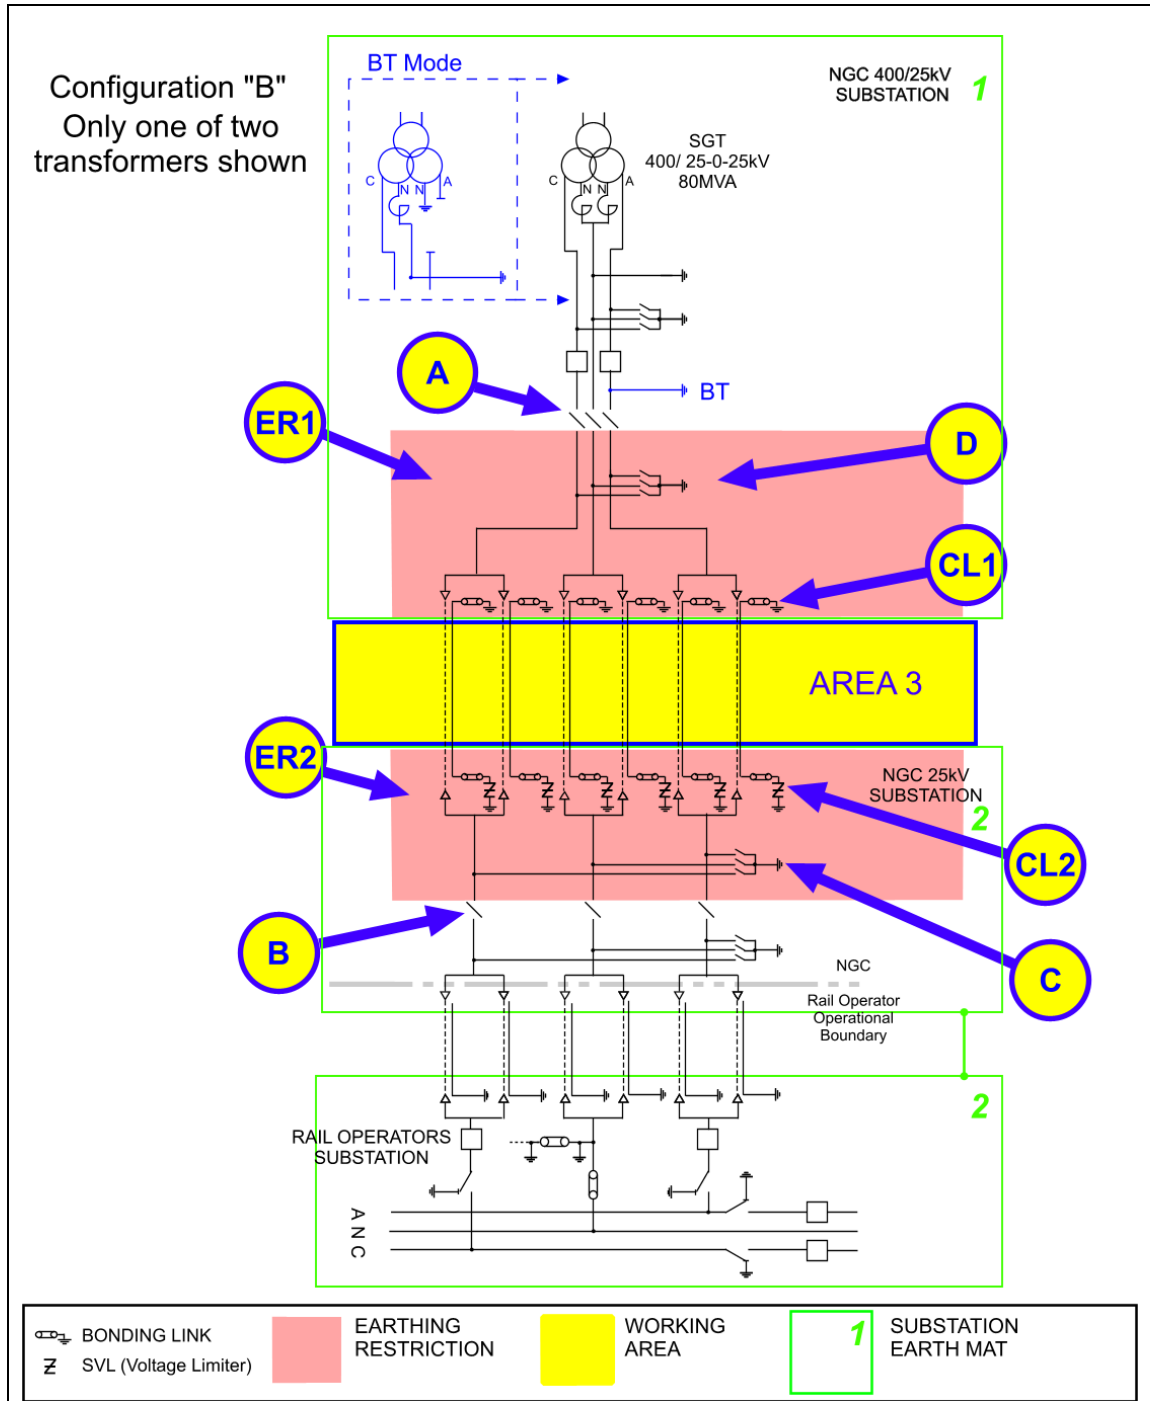 Configuration "B"
Only one of two
transformers shown
BT Mode
C
N
N
A
NGC 400/25kV
SUBSTATION
1
SGT
400/ 25-0-25kV
80MVA
C
N
N
A
A
BT
ER1
D
CL1
AREA 3
ER2
NGC 25kV
SUBSTATION
2
CL2
B
C
NGC
Rail Operator
Operational
Boundary
2
RAIL OPERATORS
SUBSTATION
A
N
C
BONDING LINK
SVL (Voltage Limiter)
EARTHING
RESTRICTION
WORKING
AREA
1
SUBSTATION
EARTH MAT